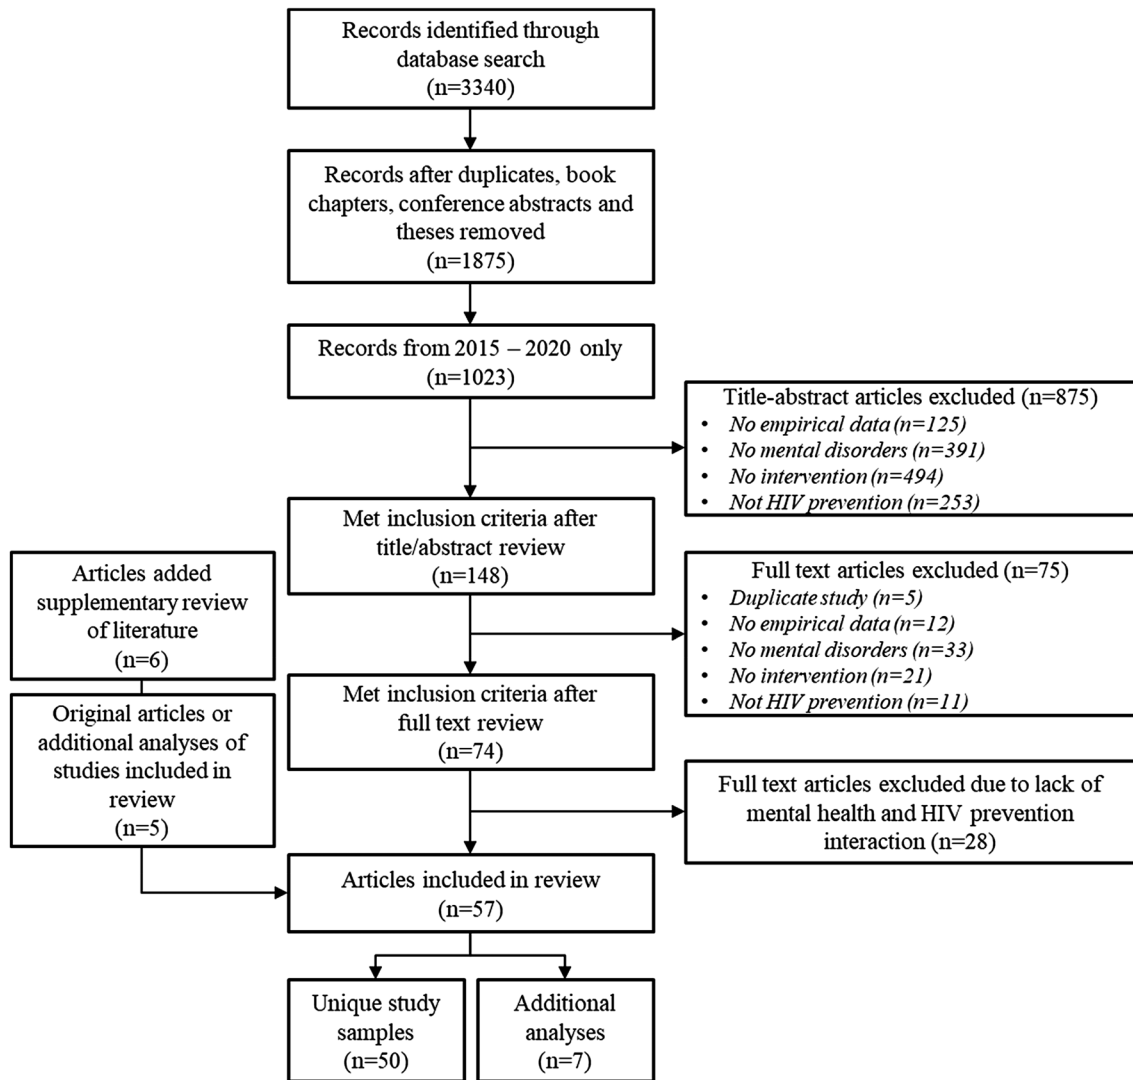 Records identified through
database search
(n=3340)
Records after duplicates, book
chapters, conference abstracts and
theses removed
(n=1875)
Records from 2015 – 2020 only
(n=1023)
Title-abstract articles excluded (n=875)
• No empirical data (n=125)
• No mental disorders (n=391)
• No intervention (n=494)
• Not HIV prevention (n=253)
Met inclusion criteria after
title/abstract review
(n=148)
Articles added
supplementary review
of literature
(n=6)
Full text articles excluded (n=75)
• Duplicate study (n=5)
• No empirical data (n=12)
• No mental disorders (n=33)
• No intervention (n=21)
• Not HIV prevention (n=11)
Met inclusion criteria after
full text review
(n=74)
Original articles or
additional analyses of
studies included in
review
(n=5)
Full text articles excluded due to lack of
mental health and HIV prevention
interaction (n=28)
Articles included in review
(n=57)
Unique study
samples
(n=50)
Additional
analyses
(n=7)